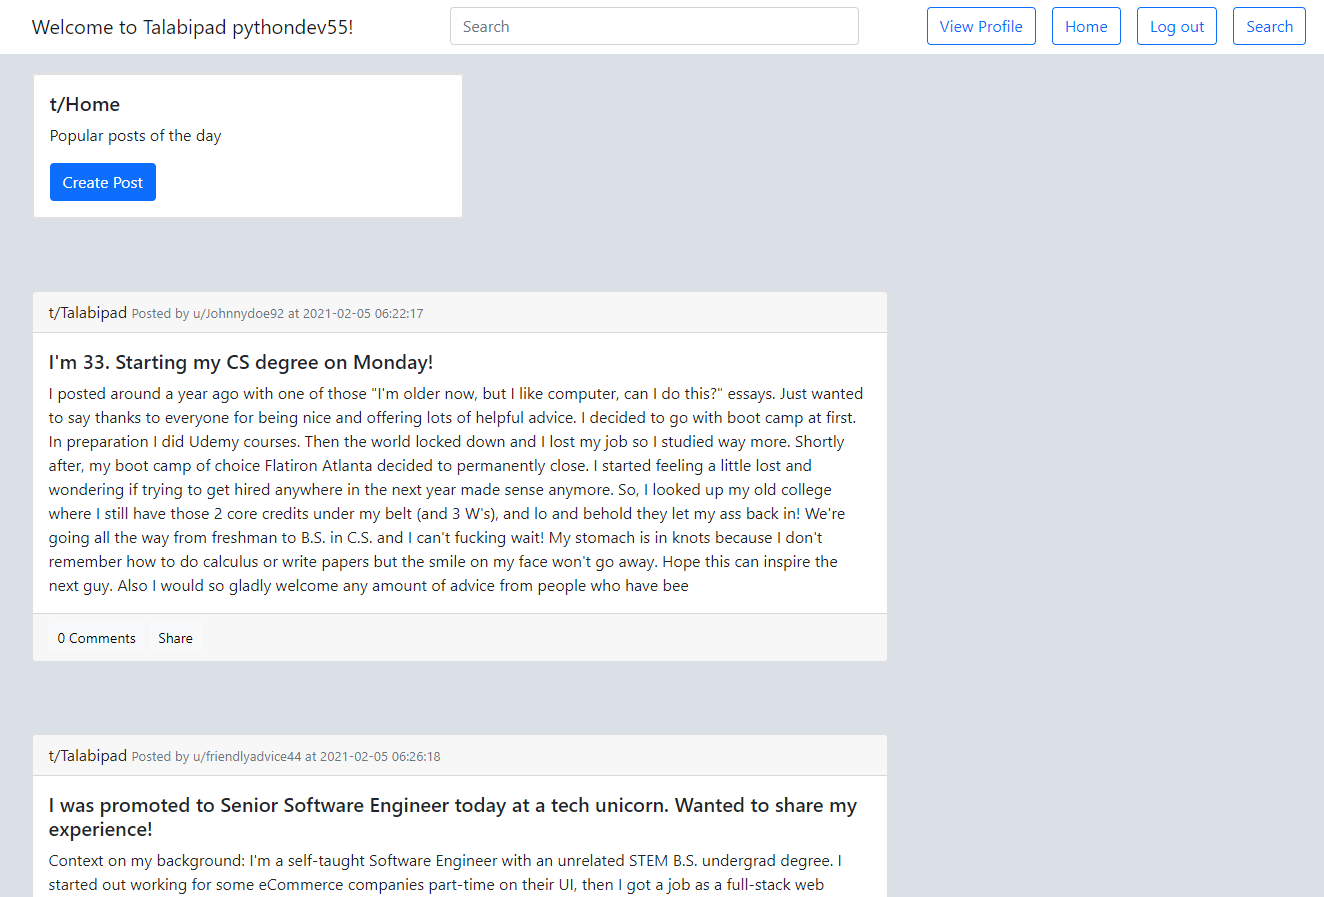 Welcome to Talabipad pythondev55!
Search
View Profile
Home
Log out
Search
t/Home
Popular posts of the day
Create Post
t/Talabipad Posted by u/Johnnydoe92 at 2021-02-05 06:22:17
I'm 33. Starting my CS degree on Monday!
I posted around a year ago with one of those "I'm older now, but I like computer, can I do this?" essays. Just wanted
to say thanks to everyone for being nice and offering lots of helpful advice. I decided to go with boot camp at first.
In preparation I did Udemy courses. Then the world locked down and I lost my job so I studied way more. Shortly
after, my boot camp of choice Flatiron Atlanta decided to permanently close. I started feeling a little lost and
wondering if trying to get hired anywhere in the next year made sense anymore. So, I looked up my old college
where I still have those 2 core credits under my belt (and 3 W's), and lo and behold they let my ass back in! We're
going all the way from freshman to B.S. in C.S. and I can't fucking wait! My stomach is in knots because I don't
remember how to do calculus or write papers but the smile on my face won't go away. Hope this can inspire the
next guy. Also I would so gladly welcome any amount of advice from people who have bee
0 Comments
Share
t/Talabipad Posted by u/friendlyadvice44 at 2021-02-05 06:26:18
I was promoted to Senior Software Engineer today at a tech unicorn. Wanted to share my
experience!
Context on my background: I'm a self-taught Software Engineer with an unrelated STEM B.S. undergrad degree. I
started out working for some eCommerce companies part-time on their UI, then I got a job as a full-stack web